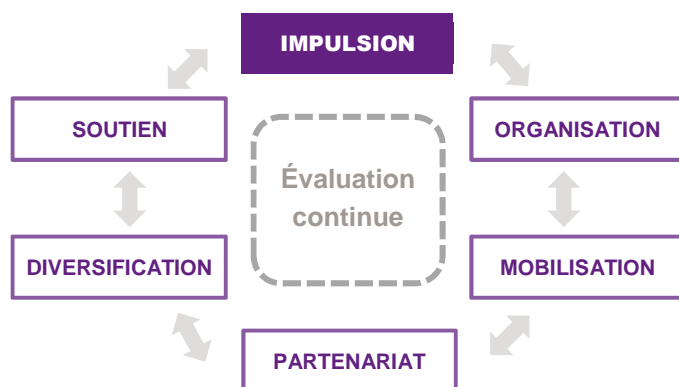 IMPULSION
SOUTIEN
ORGANISATION
Évaluation
continue
DIVERSIFICATION
MOBILISATION
PARTENARIAT